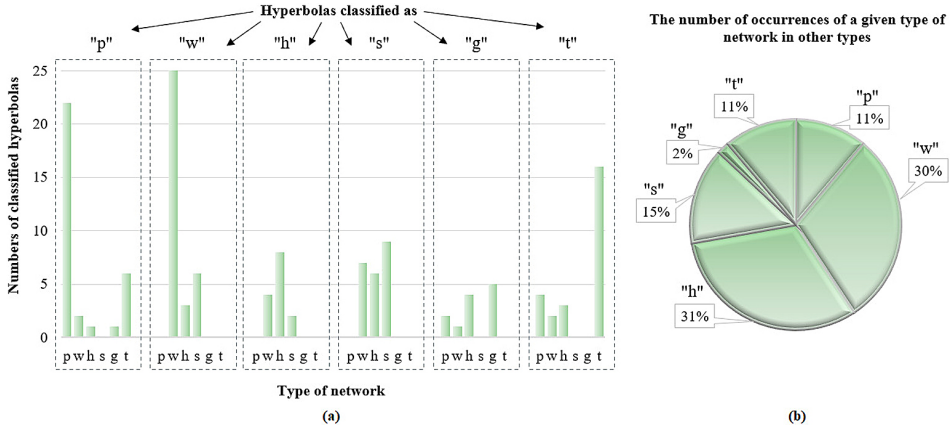 Hyperbolas classified as
"p" "w" "h" "s" "g" "t"
Numbers of classified hyperbolas
25
20
15
10
5
0
p w h s g t p w h s g t p w h s g t p w h s g t p w h s g t p w h s g t
Type of network
(a)
The number of occurrences of a given type of
network in other types
"t"
11%
"p"
11%
"g"
2%
"w"
30%
"s"
15%
"h"
31%
(b)